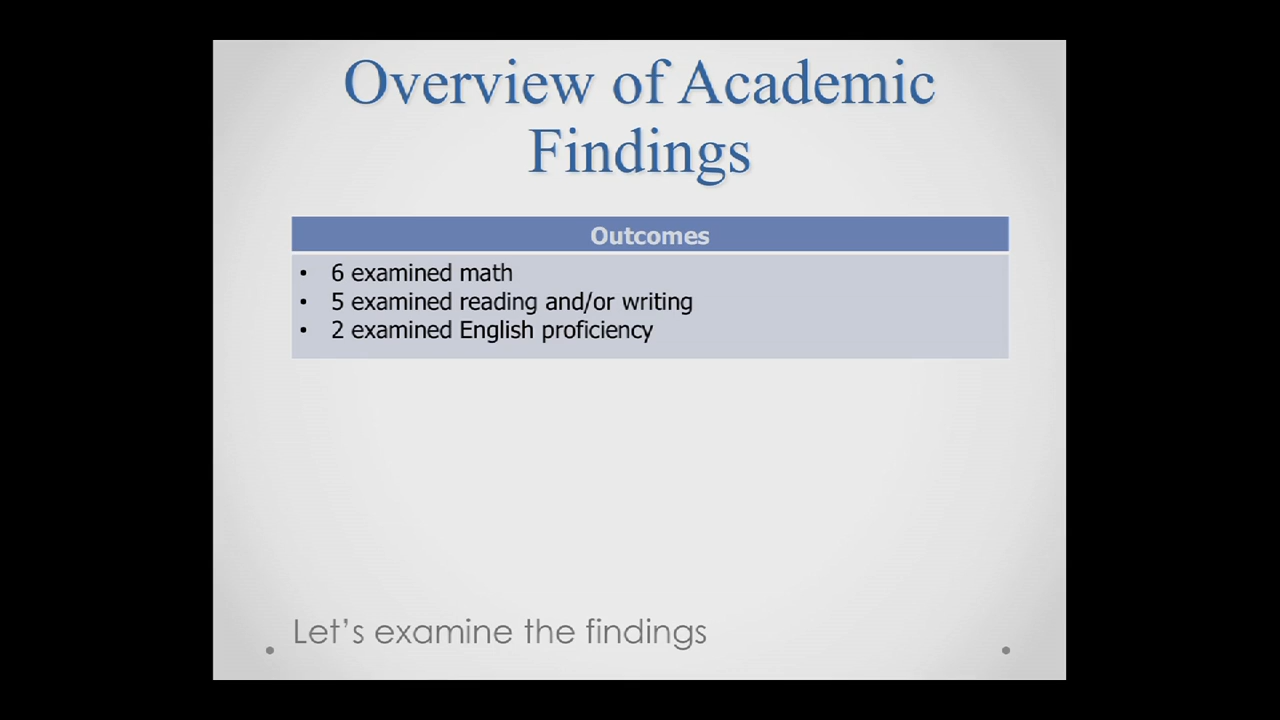 Overview of Academic
Findings
Outcomes
• 6 examined math
• 5 examined reading and/or writing
• 2 examined English proficiency
Let’s examine the findings